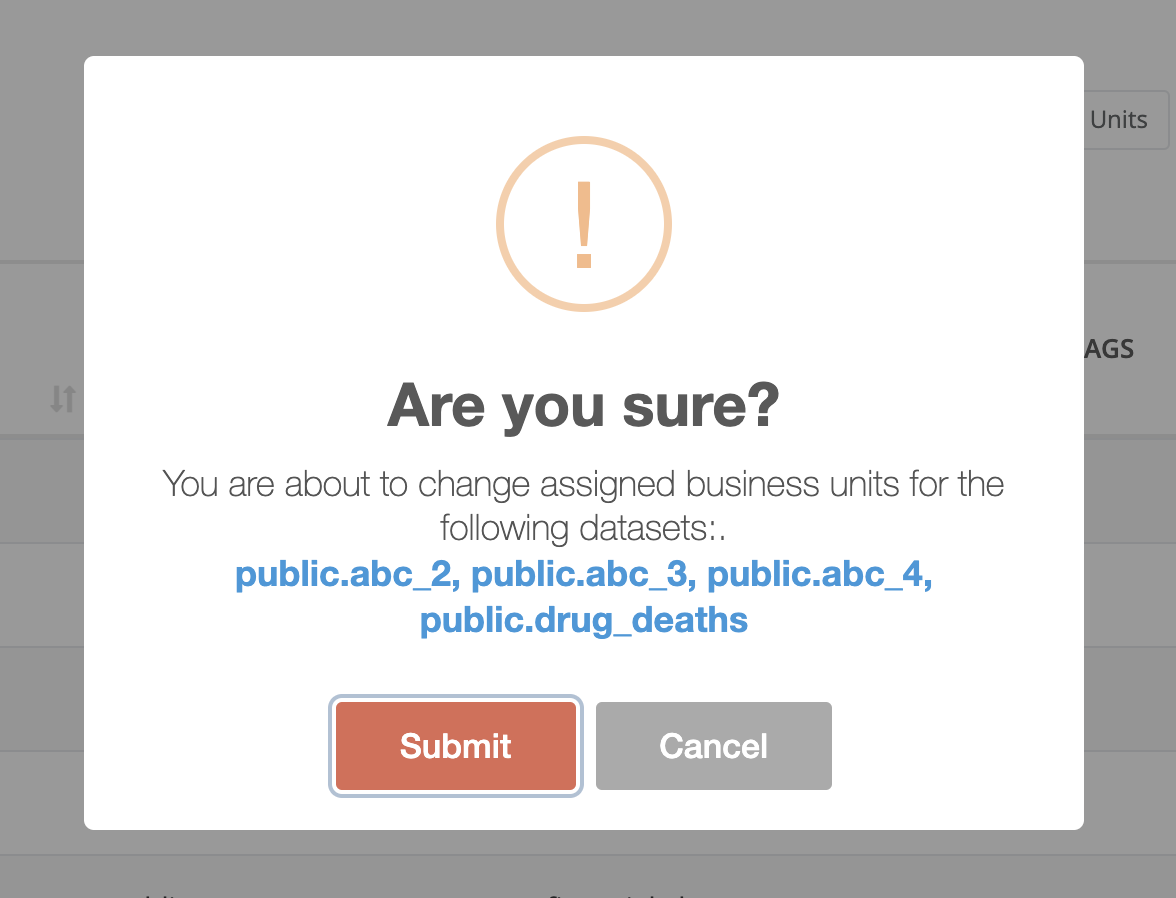 Units
AGS
!
Are you sure?
You are about to change assigned business units for the
following datasets:.
public.abc_2, public.abc_3, public.abc_4,
public.drug_deaths
Submit
Cancel